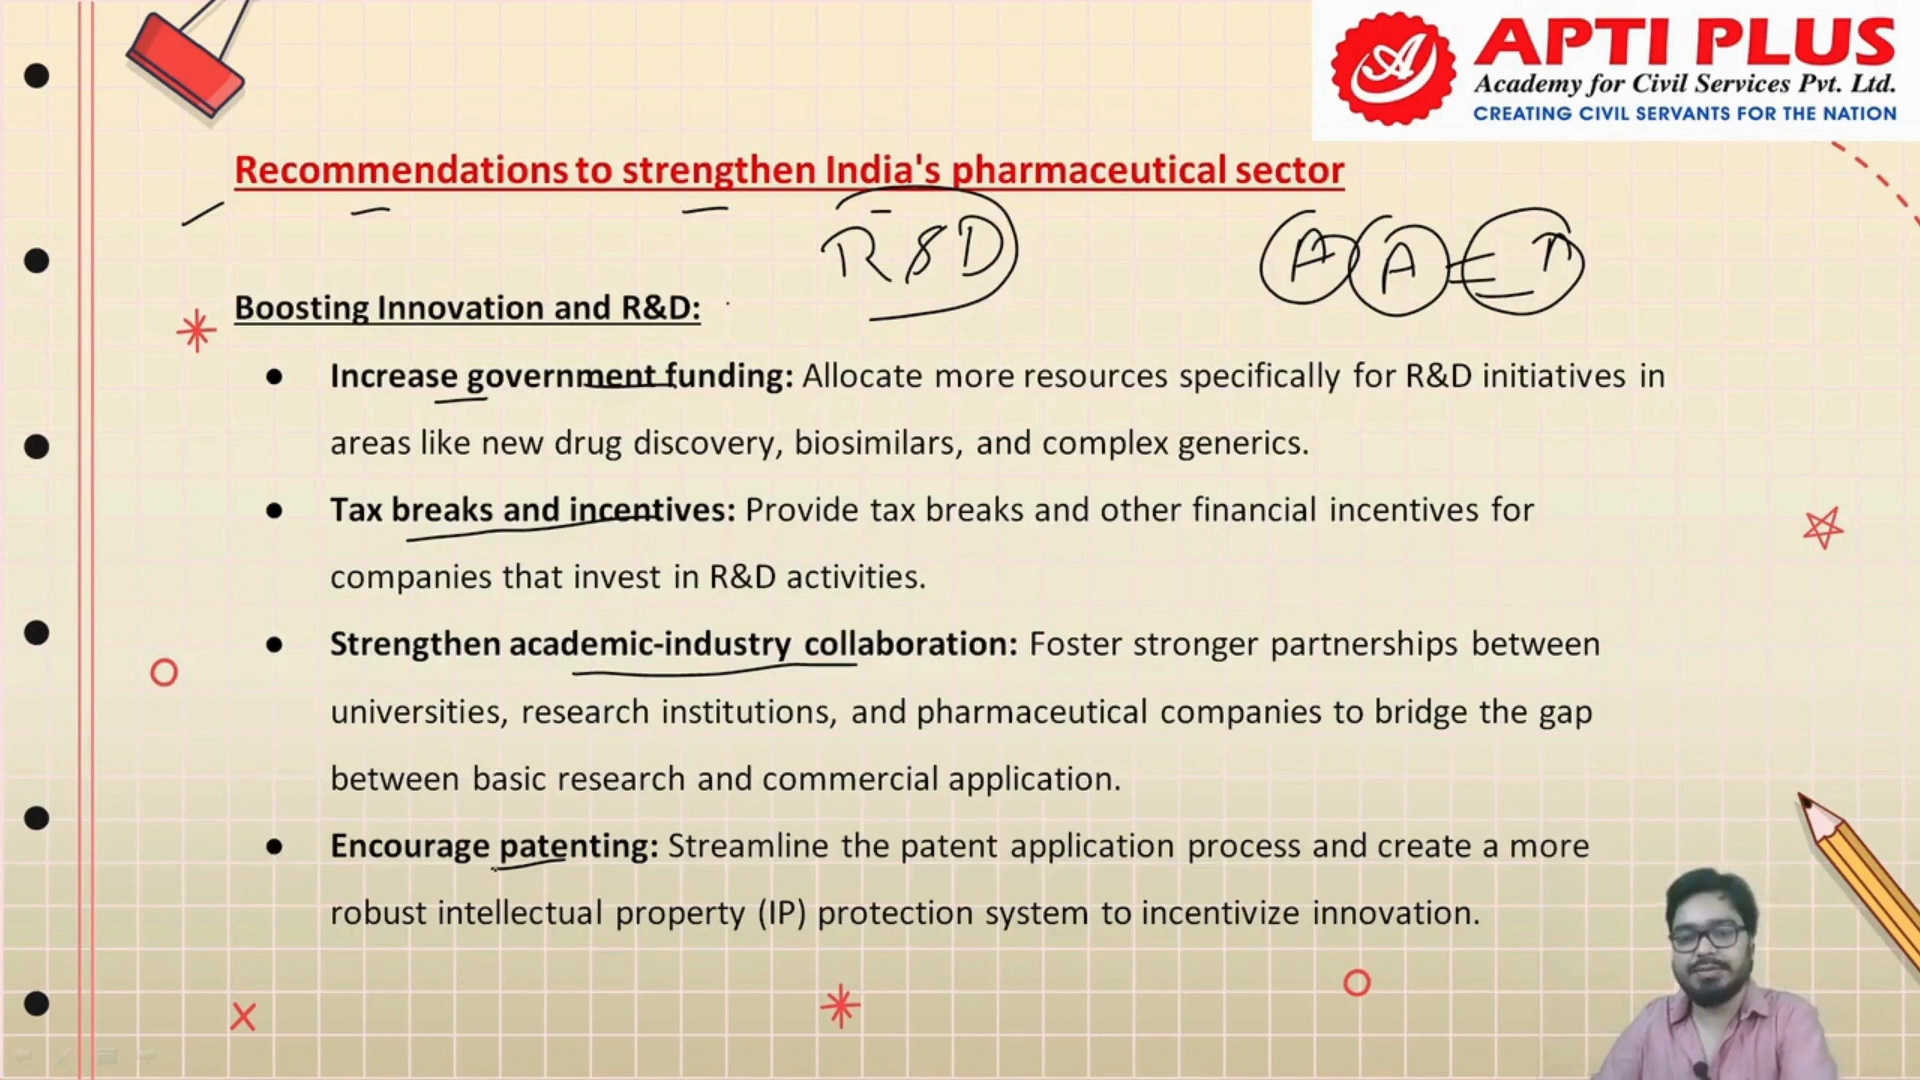 APTI PLUS
Academy for Civil Services Pvt. Ltd.
CREATING CIVIL SERVANTS FOR THE NATION
Recommendations to strengthen India's pharmaceutical sector
R&D
A A
Boosting Innovation and R&D:
● Increase government funding: Allocate more resources specifically for R&D initiatives in
areas like new drug discovery, biosimilars, and complex generics.
● Tax breaks and incentives: Provide tax breaks and other financial incentives for
companies that invest in R&D activities.
● Strengthen academic-industry collaboration: Foster stronger partnerships between
universities, research institutions, and pharmaceutical companies to bridge the gap
between basic research and commercial application.
● Encourage patenting: Streamline the patent application process and create a more
robust intellectual property (IP) protection system to incentivize innovation.